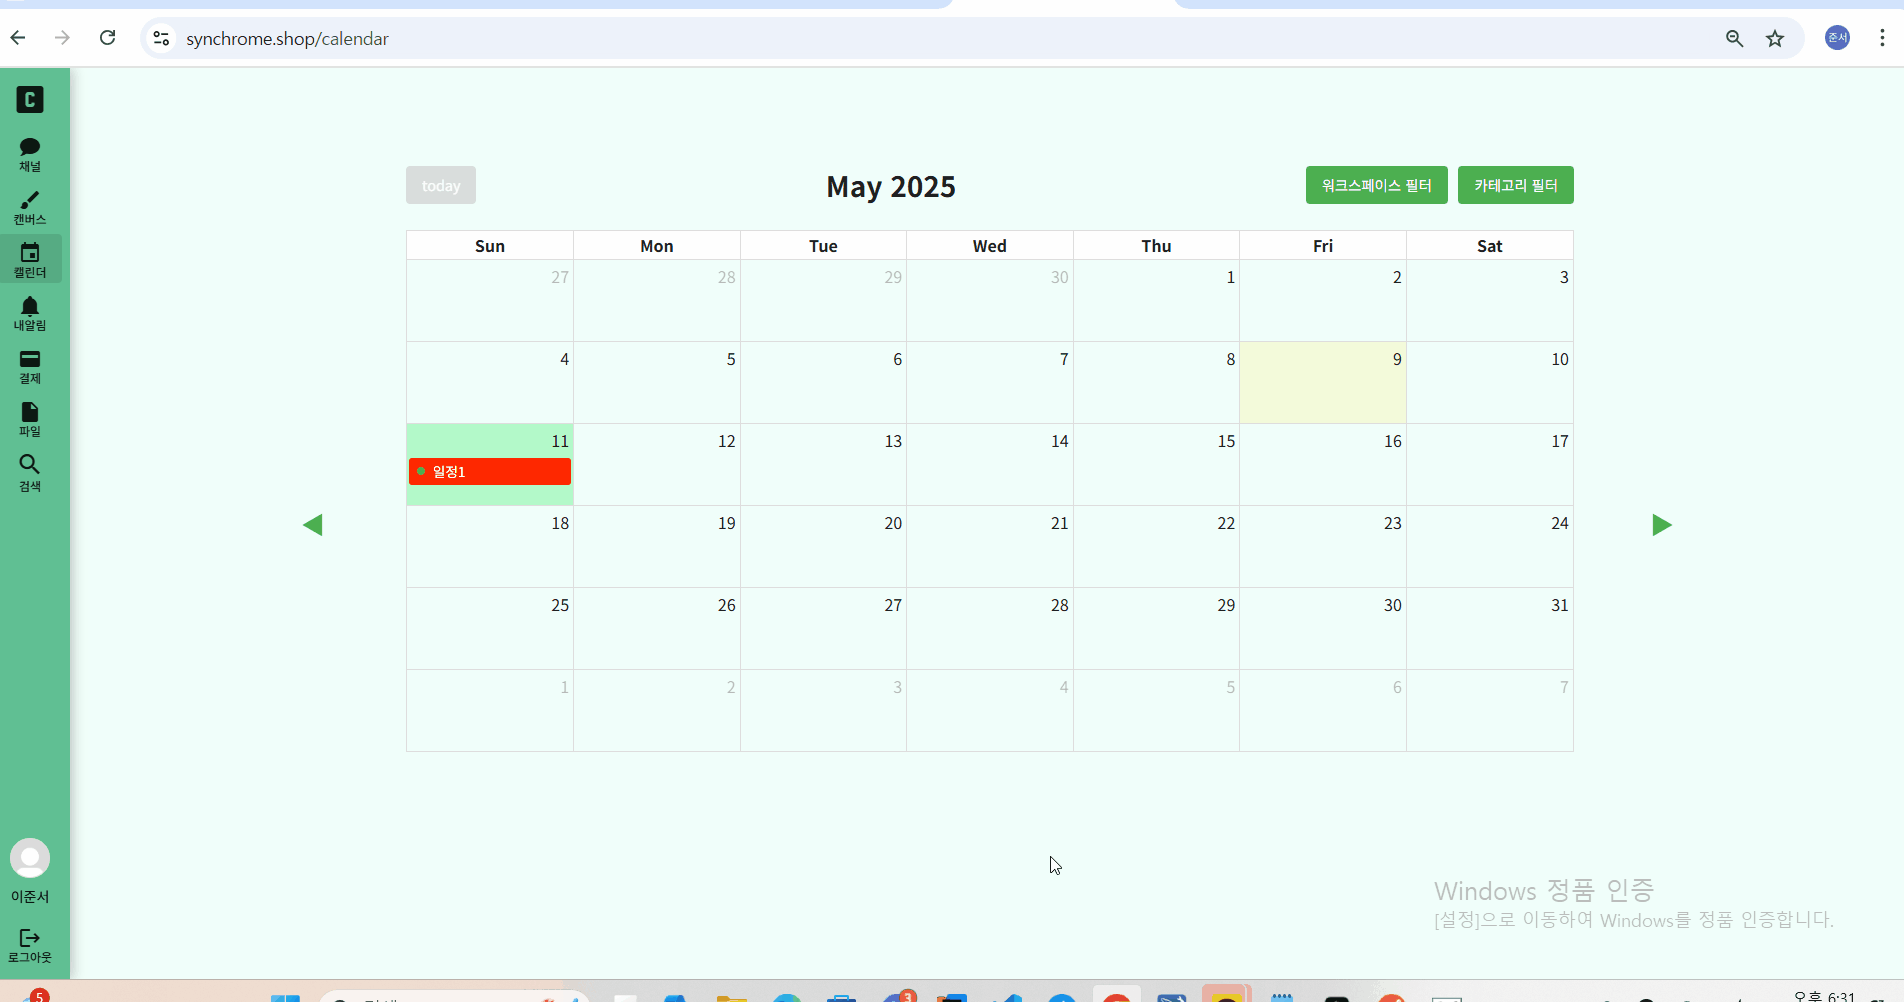 synchrome.shop/calendar
준서
C
채널
캔버스
캘린더
내알림
결제
파일
검색
이준서
로그아웃
today
May 2025
워크스페이스 필터
카테고리 필터
Sun Mon Tue Wed Thu Fri Sat
27 28 29 30 1 2 3
4 5 6 7 8 9 10
11 12 13 14 15 16 17
일정1
18 19 20 21 22 23 24
25 26 27 28 29 30 31
1 2 3 4 5 6 7
Windows 정품 인증
[설정]으로 이동하여 Windows를 정품 인증합니다.
5
3
오후 6:31